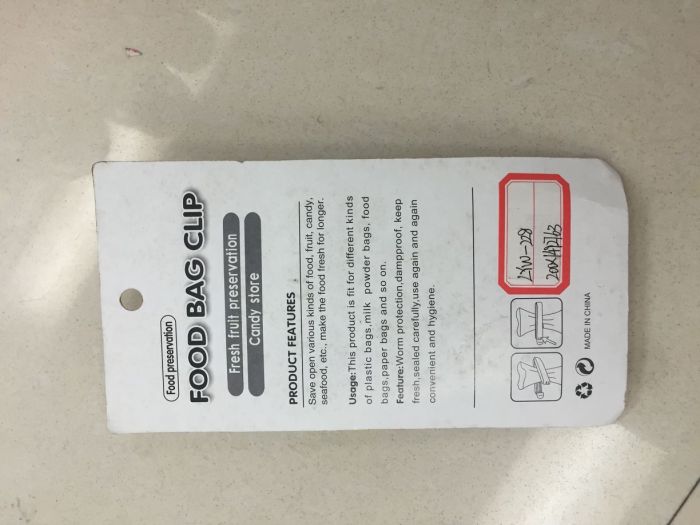 Food preservation
FOOD BAG CLIP
Fresh fruit preservation
Candy store
PRODUCT FEATURES
Save open various kinds of food, fruit, candy,
seafood, etc., make the food fresh for longer.
Usage:This product is fit for different kinds
of plastic bags,milk powder bags, food
bags,paper bags and so on.
Feature:Worm protection,dampproof, keep
fresh,sealed carefully,use again and again
convenient and hygiene.
LYW-228
MADE IN CHINA